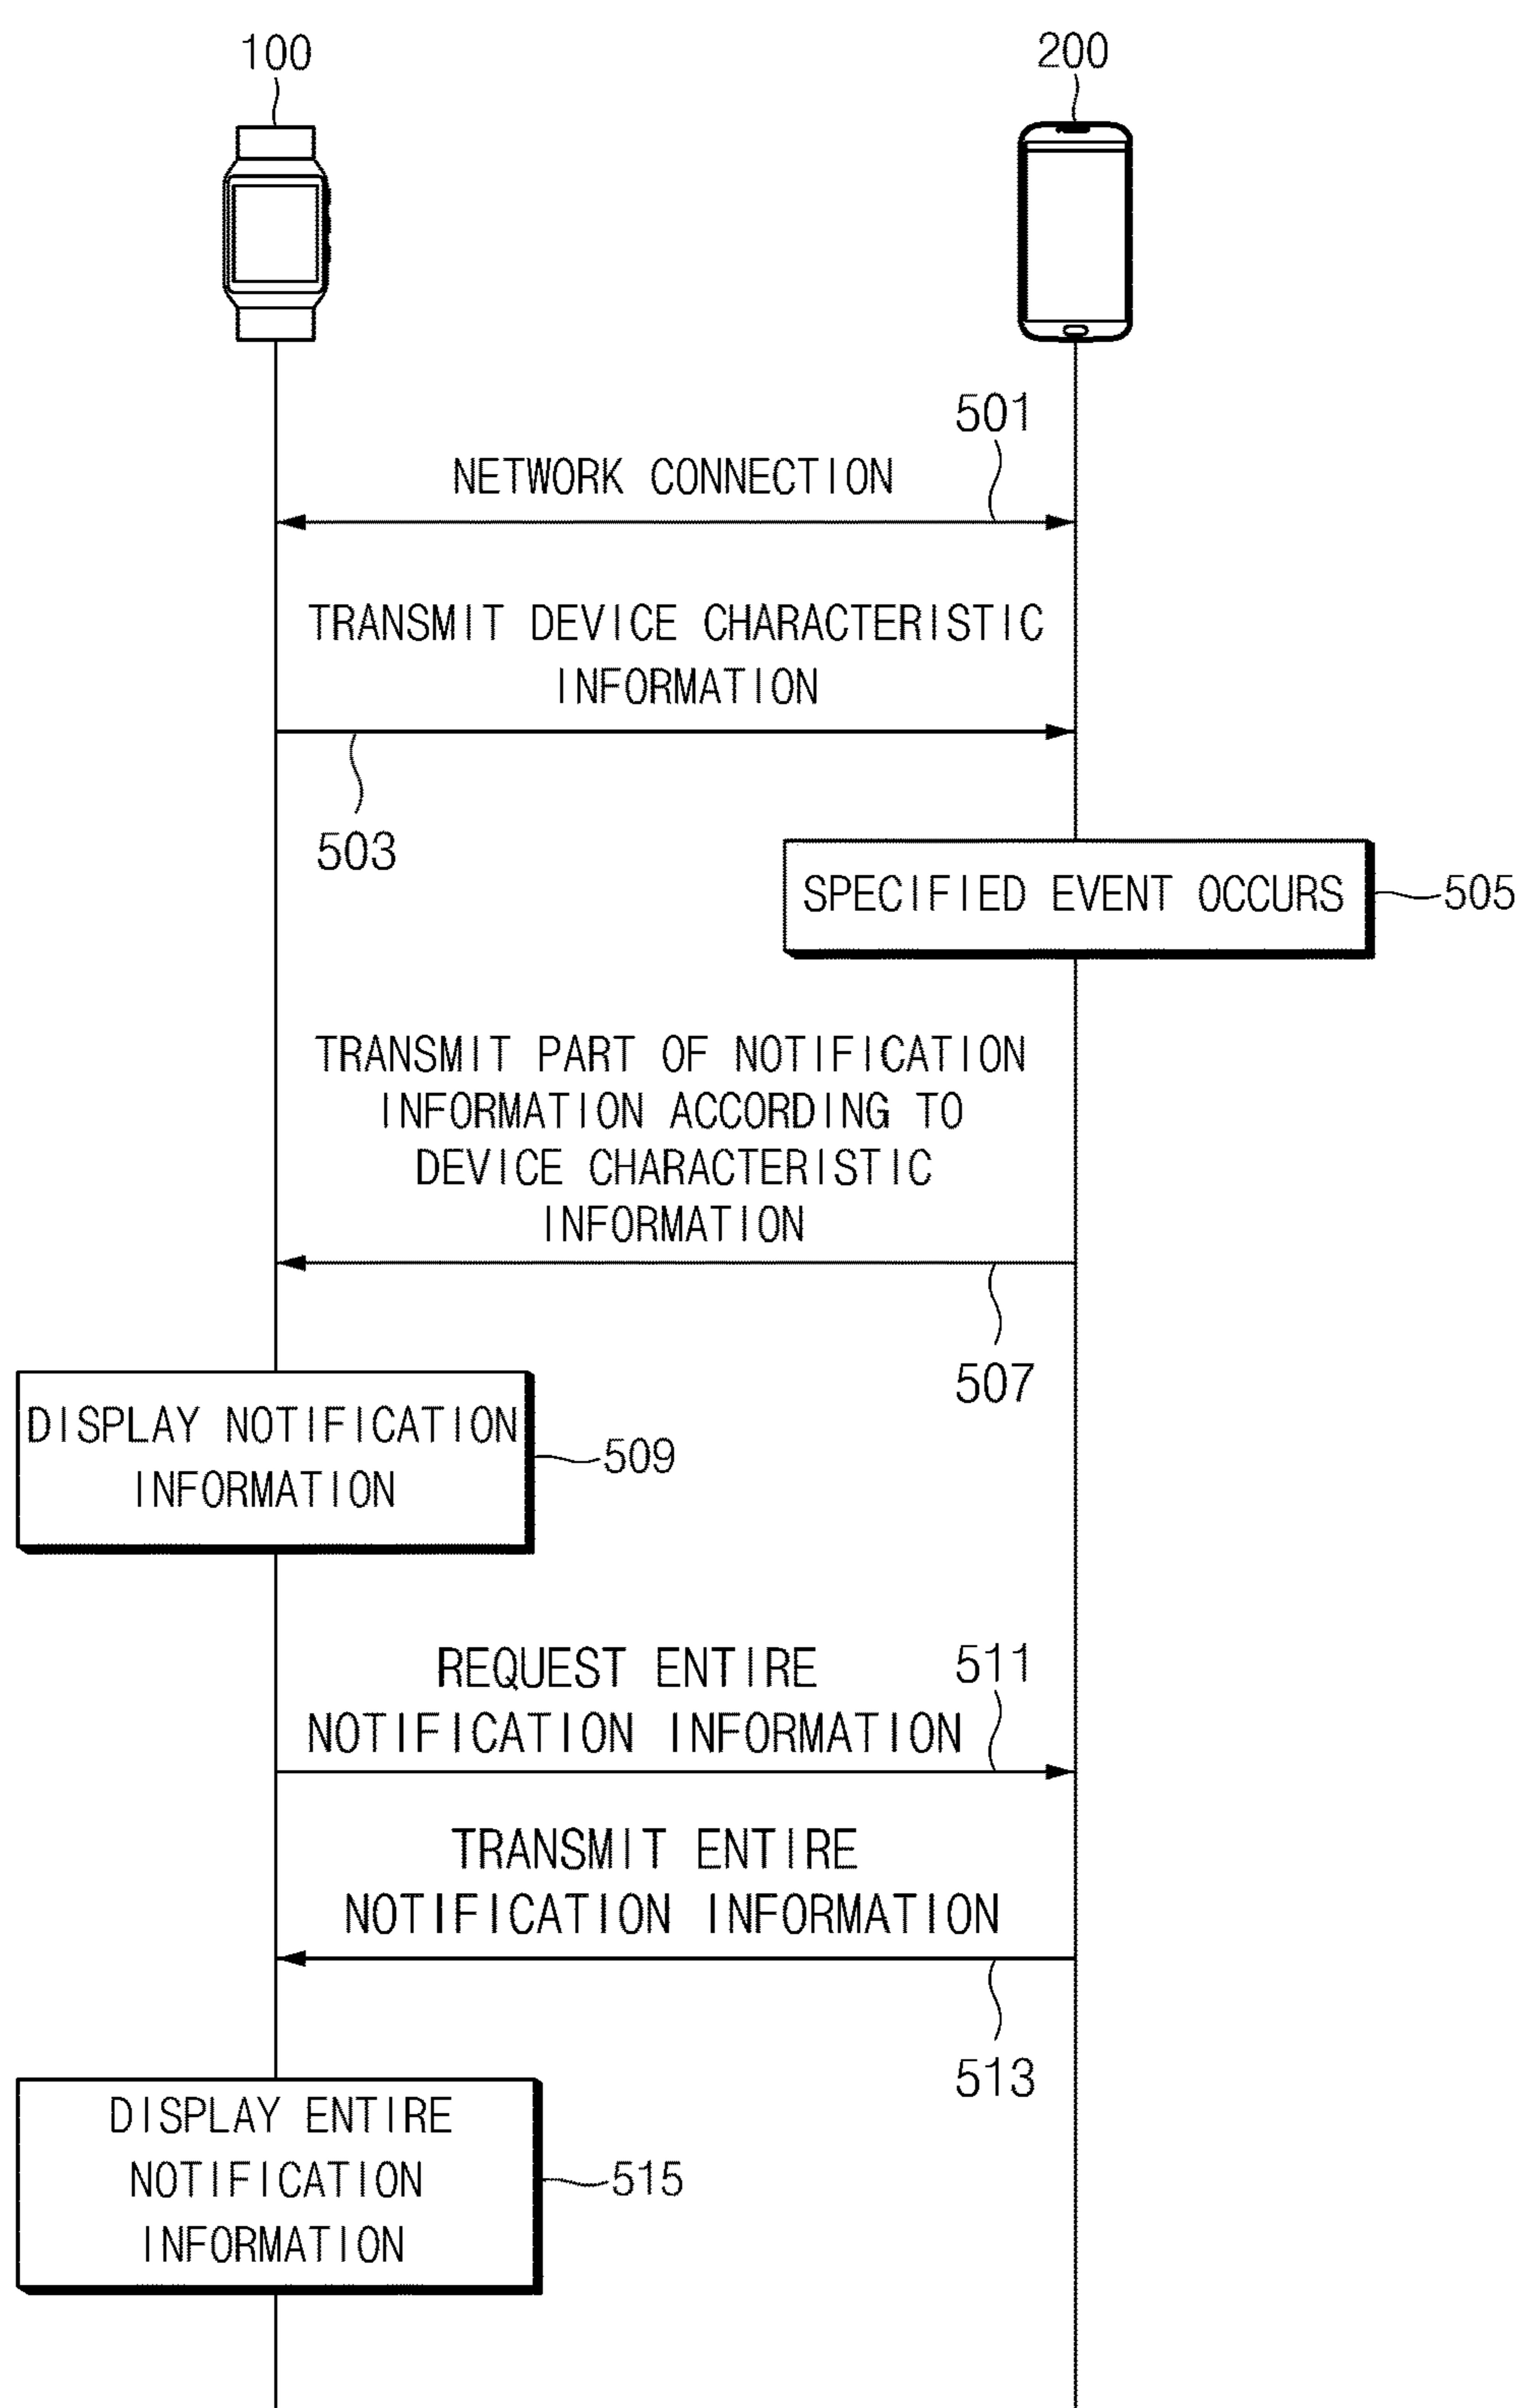 100
200
501
NETWORK CONNECTION
TRANSMIT DEVICE CHARACTERISTIC
INFORMATION
503
SPECIFIED EVENT OCCURS
505
TRANSMIT PART OF NOTIFICATION
INFORMATION ACCORDING TO
DEVICE CHARACTERISTIC
INFORMATION
507
DISPLAY NOTIFICATION
INFORMATION
509
REQUEST ENTIRE
NOTIFICATION INFORMATION
511
TRANSMIT ENTIRE
NOTIFICATION INFORMATION
513
DISPLAY ENTIRE
NOTIFICATION
INFORMATION
515